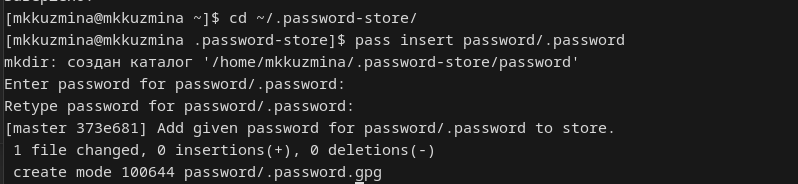 [mkkuzmina@mkkuzmina ~]$ cd ~/.password-store/
[mkkuzmina@mkkuzmina .password-store]$ pass insert password/.password
mkdir: создан каталог '/home/mkkuzmina/.password-store/password'
Enter password for password/.password:
Retype password for password/.password:
[master 373e681] Add given password for password/.password to store.
1 file changed, 0 insertions(+), 0 deletions(-)
create mode 100644 password/.password.gpg